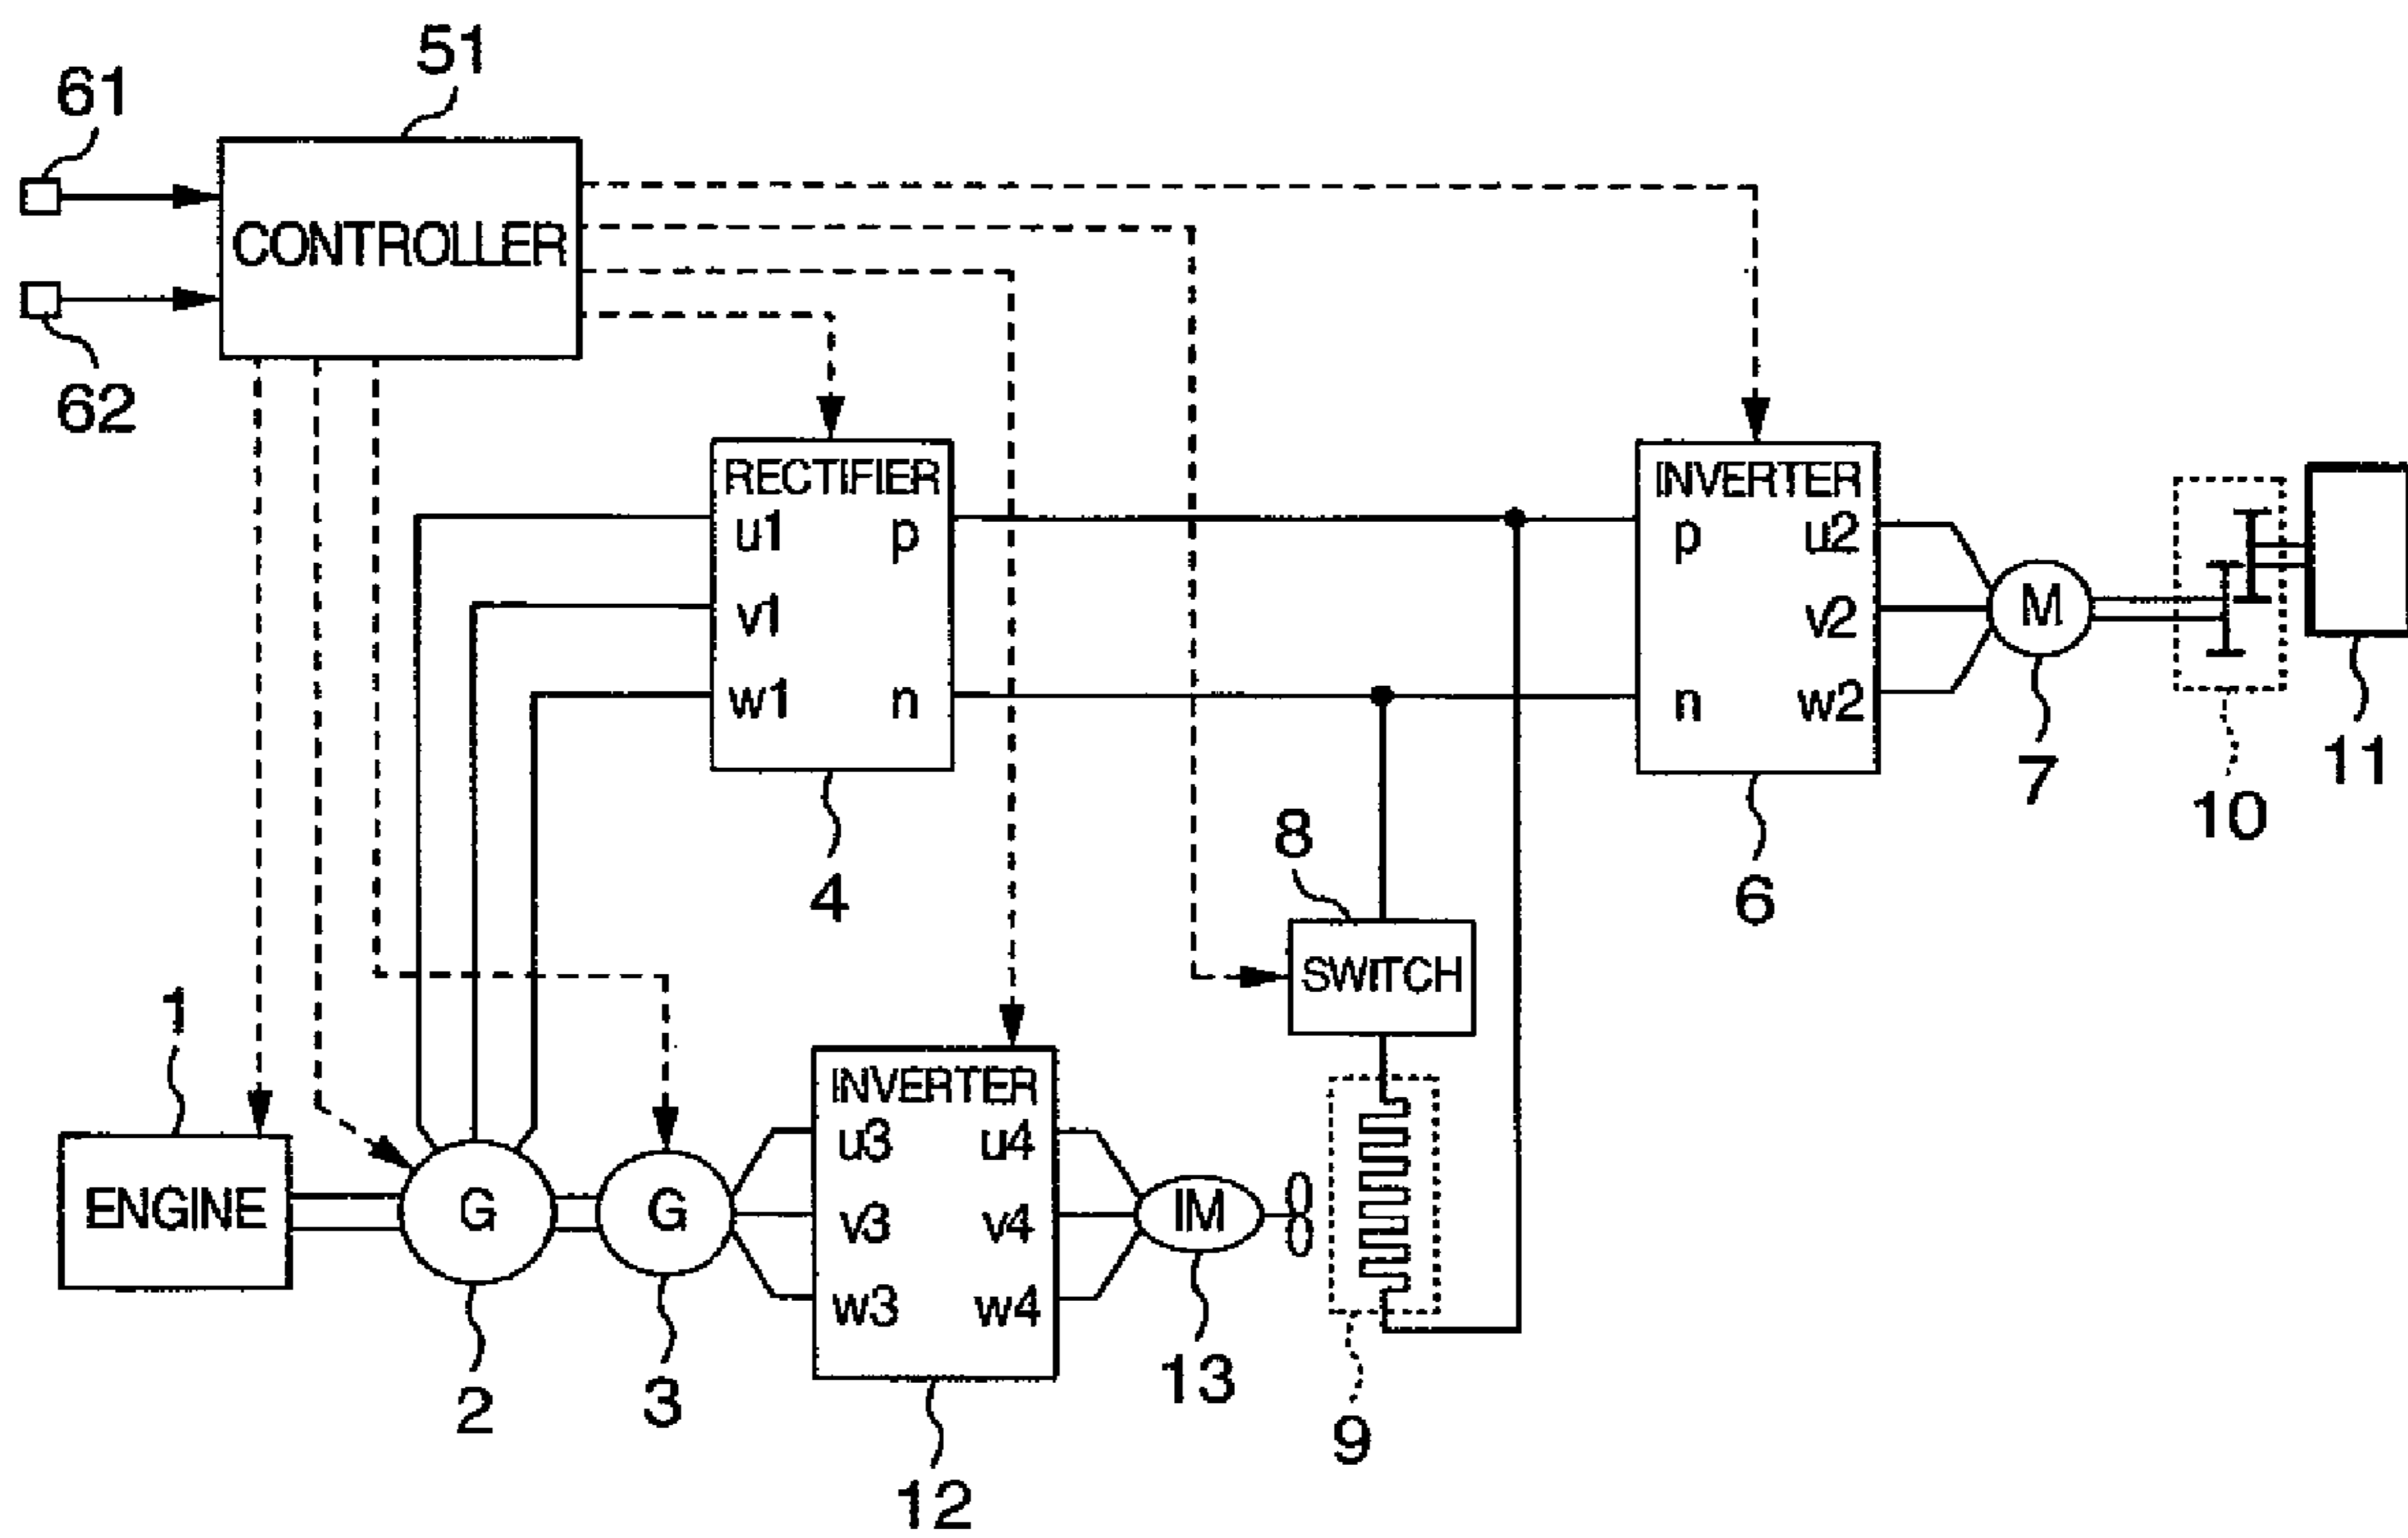 51
61
CONTROLLER
62
RECTIFIER
u1 p
v1
w1 n
4
INVERTER
p u2
v2
n w2
6
M
7
10
11
8
SWITCH
1
ENGINE
G
2
G
3
INVERTER
u3 u4
v3 v4
w3 w4
12
IM
13
9